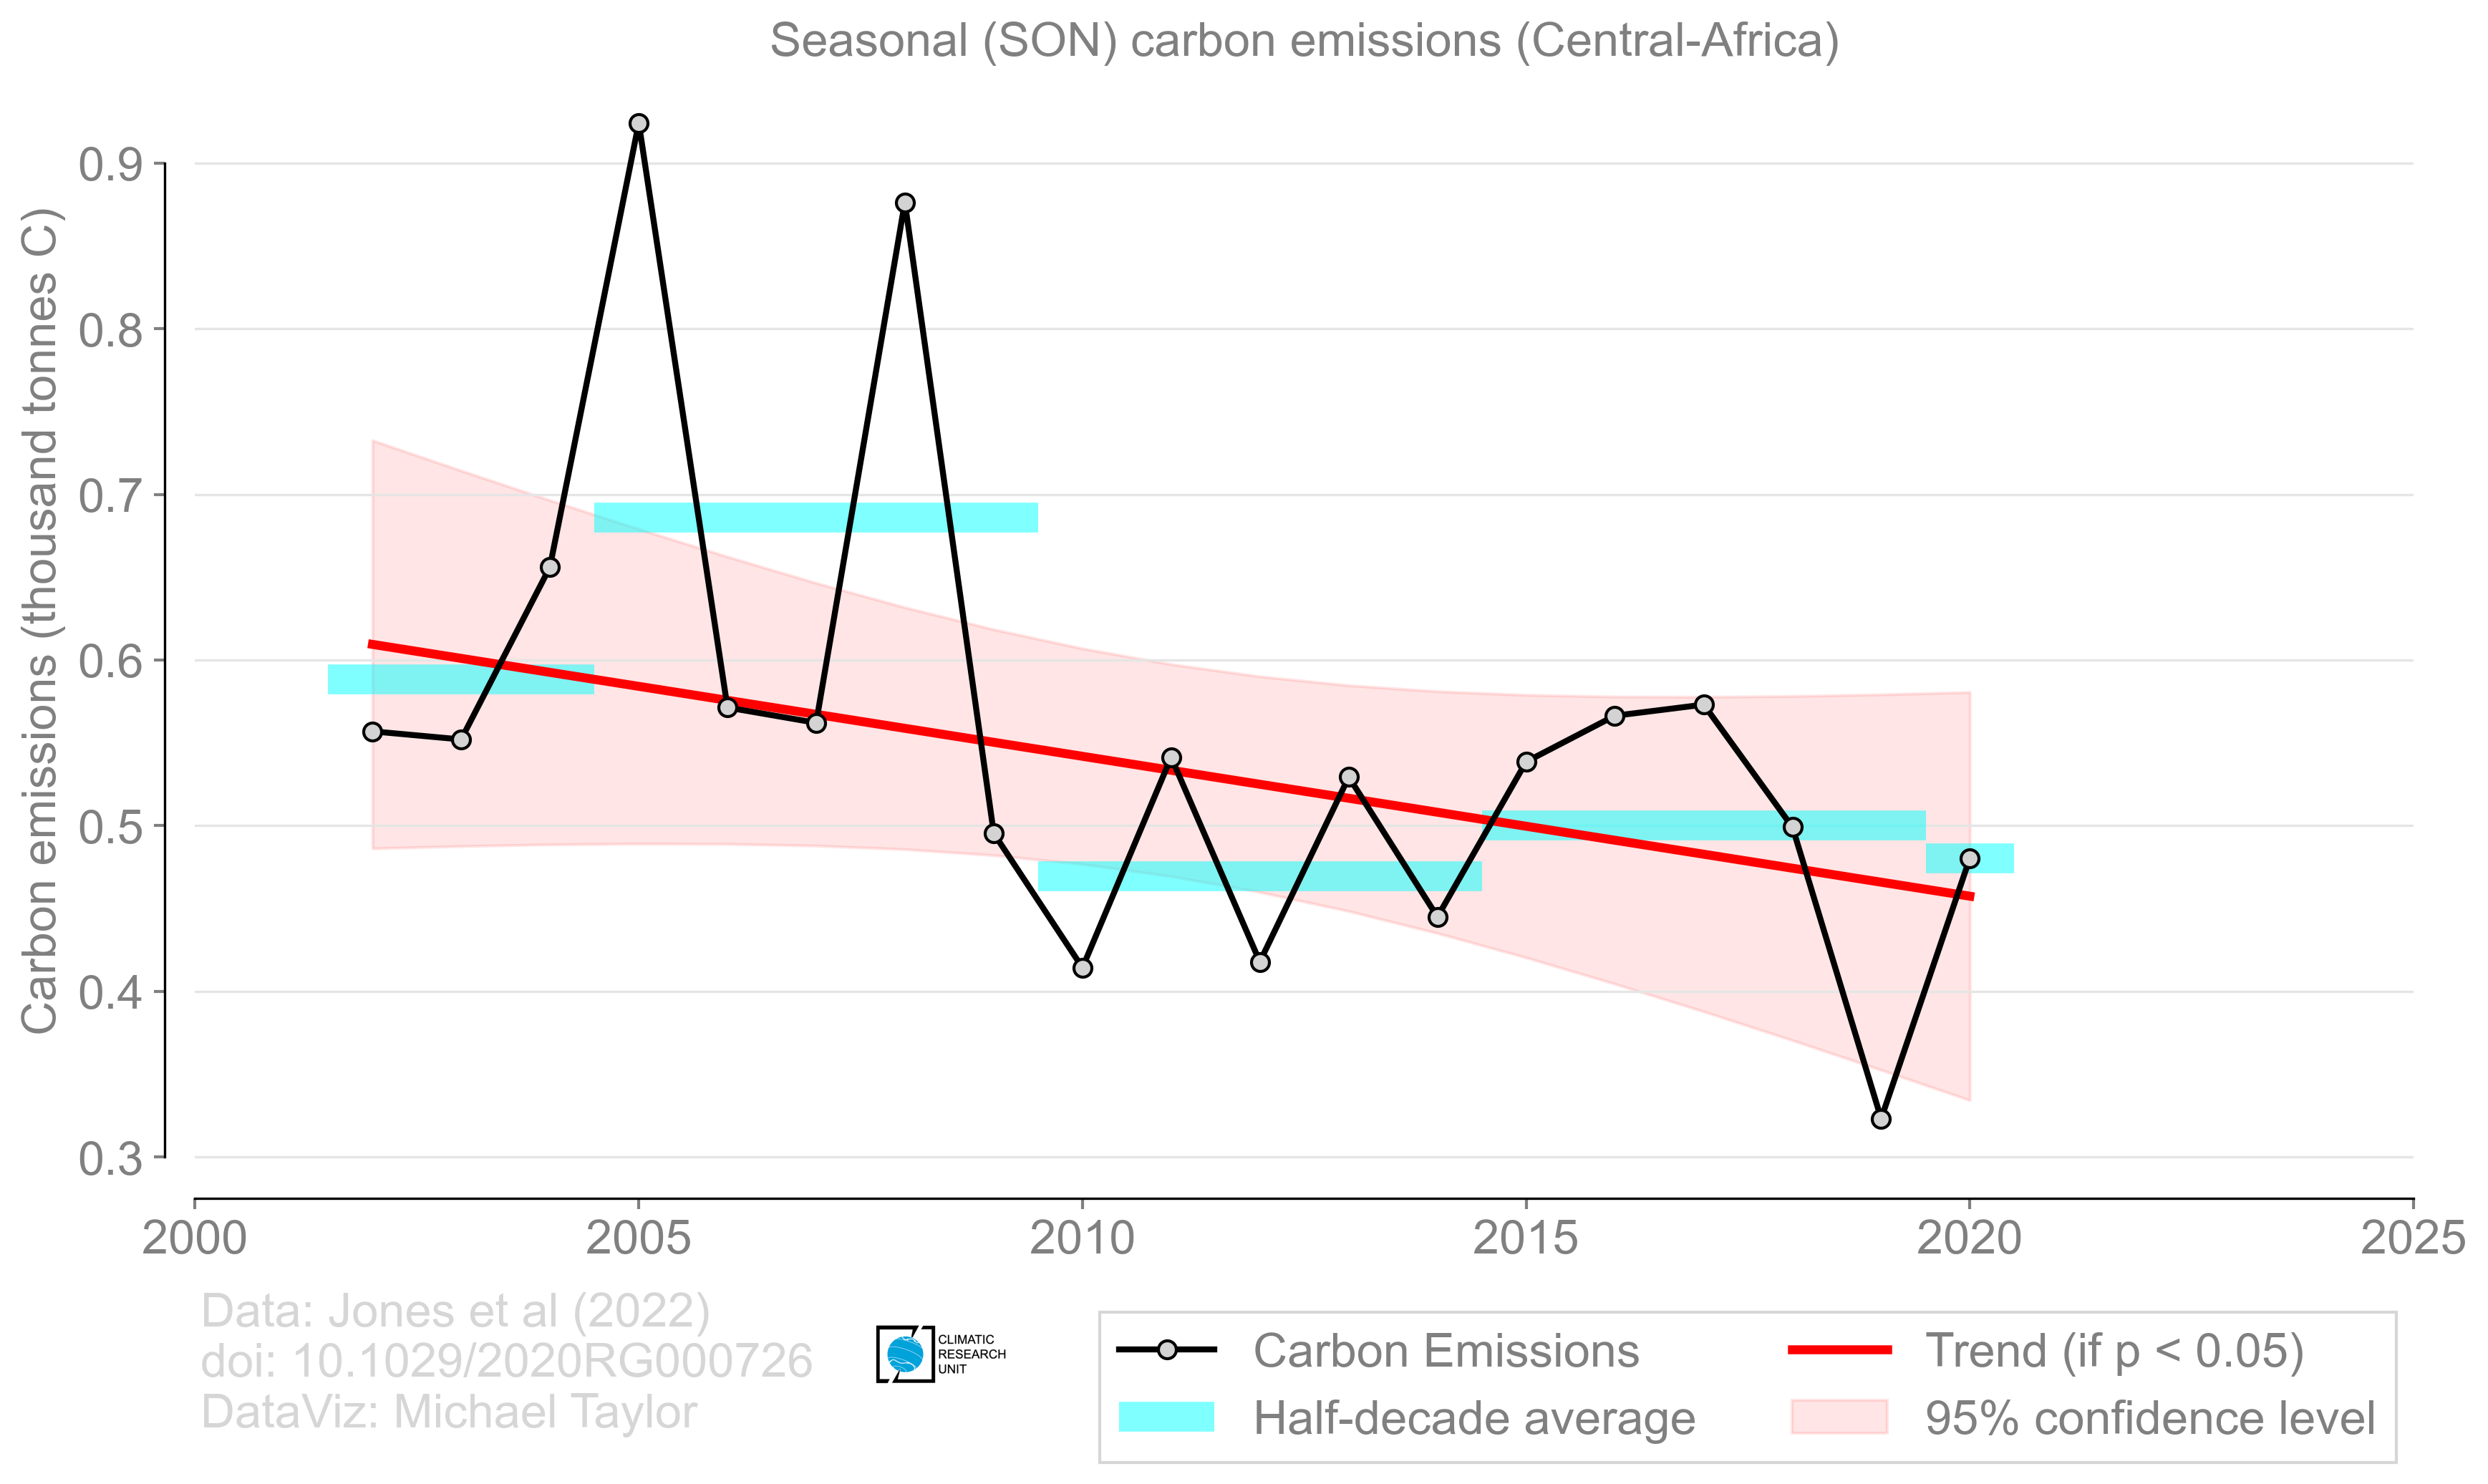 Seasonal (SON) carbon emissions (Central-Africa)
Carbon emissions (thousand tonnes C)
0.9
0.8
0.7
0.6
0.5
0.4
0.3
2000 2005 2010 2015 2020 2025
Data: Jones et al (2022)
doi: 10.1029/2020RG000726
DataViz: Michael Taylor
CLIMATIC
RESEARCH
UNIT
Carbon Emissions
Half-decade average
Trend (if p < 0.05)
95% confidence level